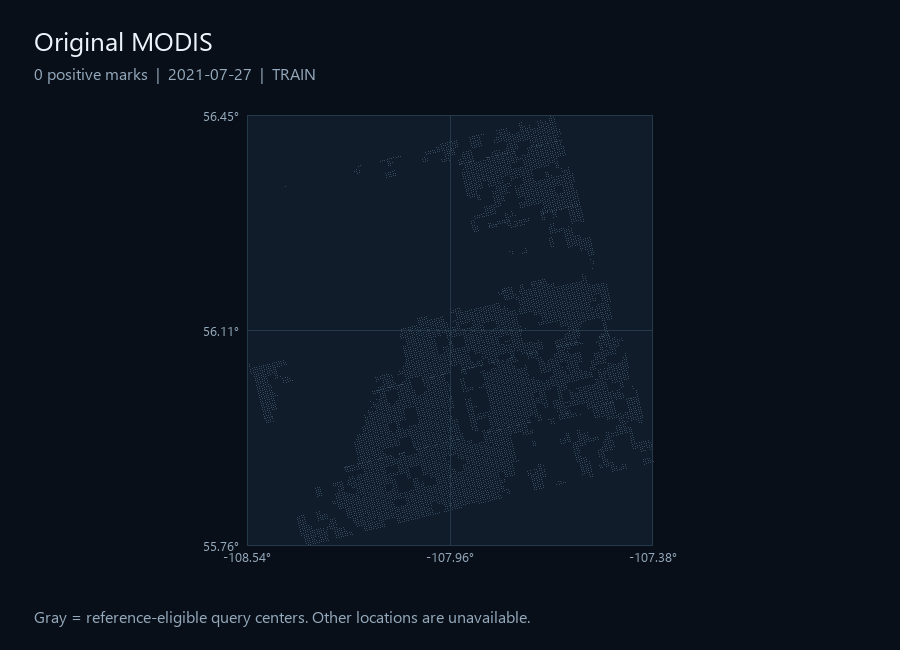 Original MODIS
0 positive marks | 2021-07-27 | TRAIN
56.45°
56.11°
55.76°
-108.54°
-107.96°
-107.38°
Gray = reference-eligible query centers. Other locations are unavailable.